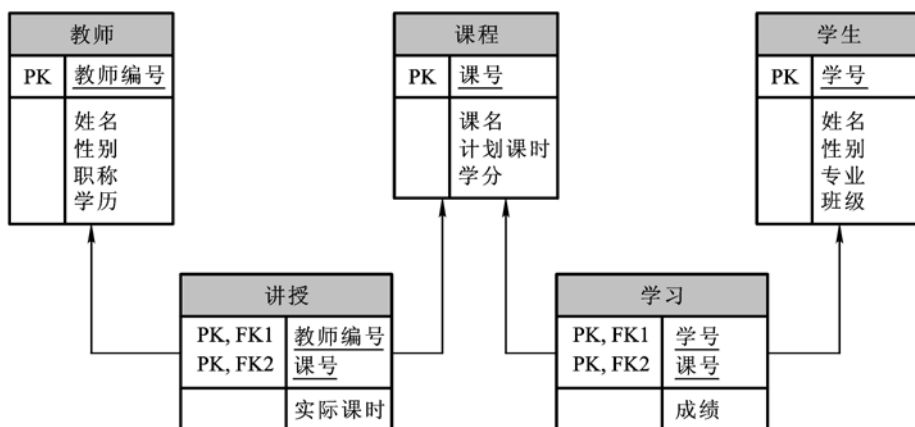 教师
PK 教师编号
姓名
性别
职称
学历
课程
PK 课号
课名
计划课时
学分
学生
PK 学号
姓名
性别
专业
班级
讲授
PK, FK1 教师编号
PK, FK2 课号
实际课时
学习
PK, FK1 学号
PK, FK2 课号
成绩